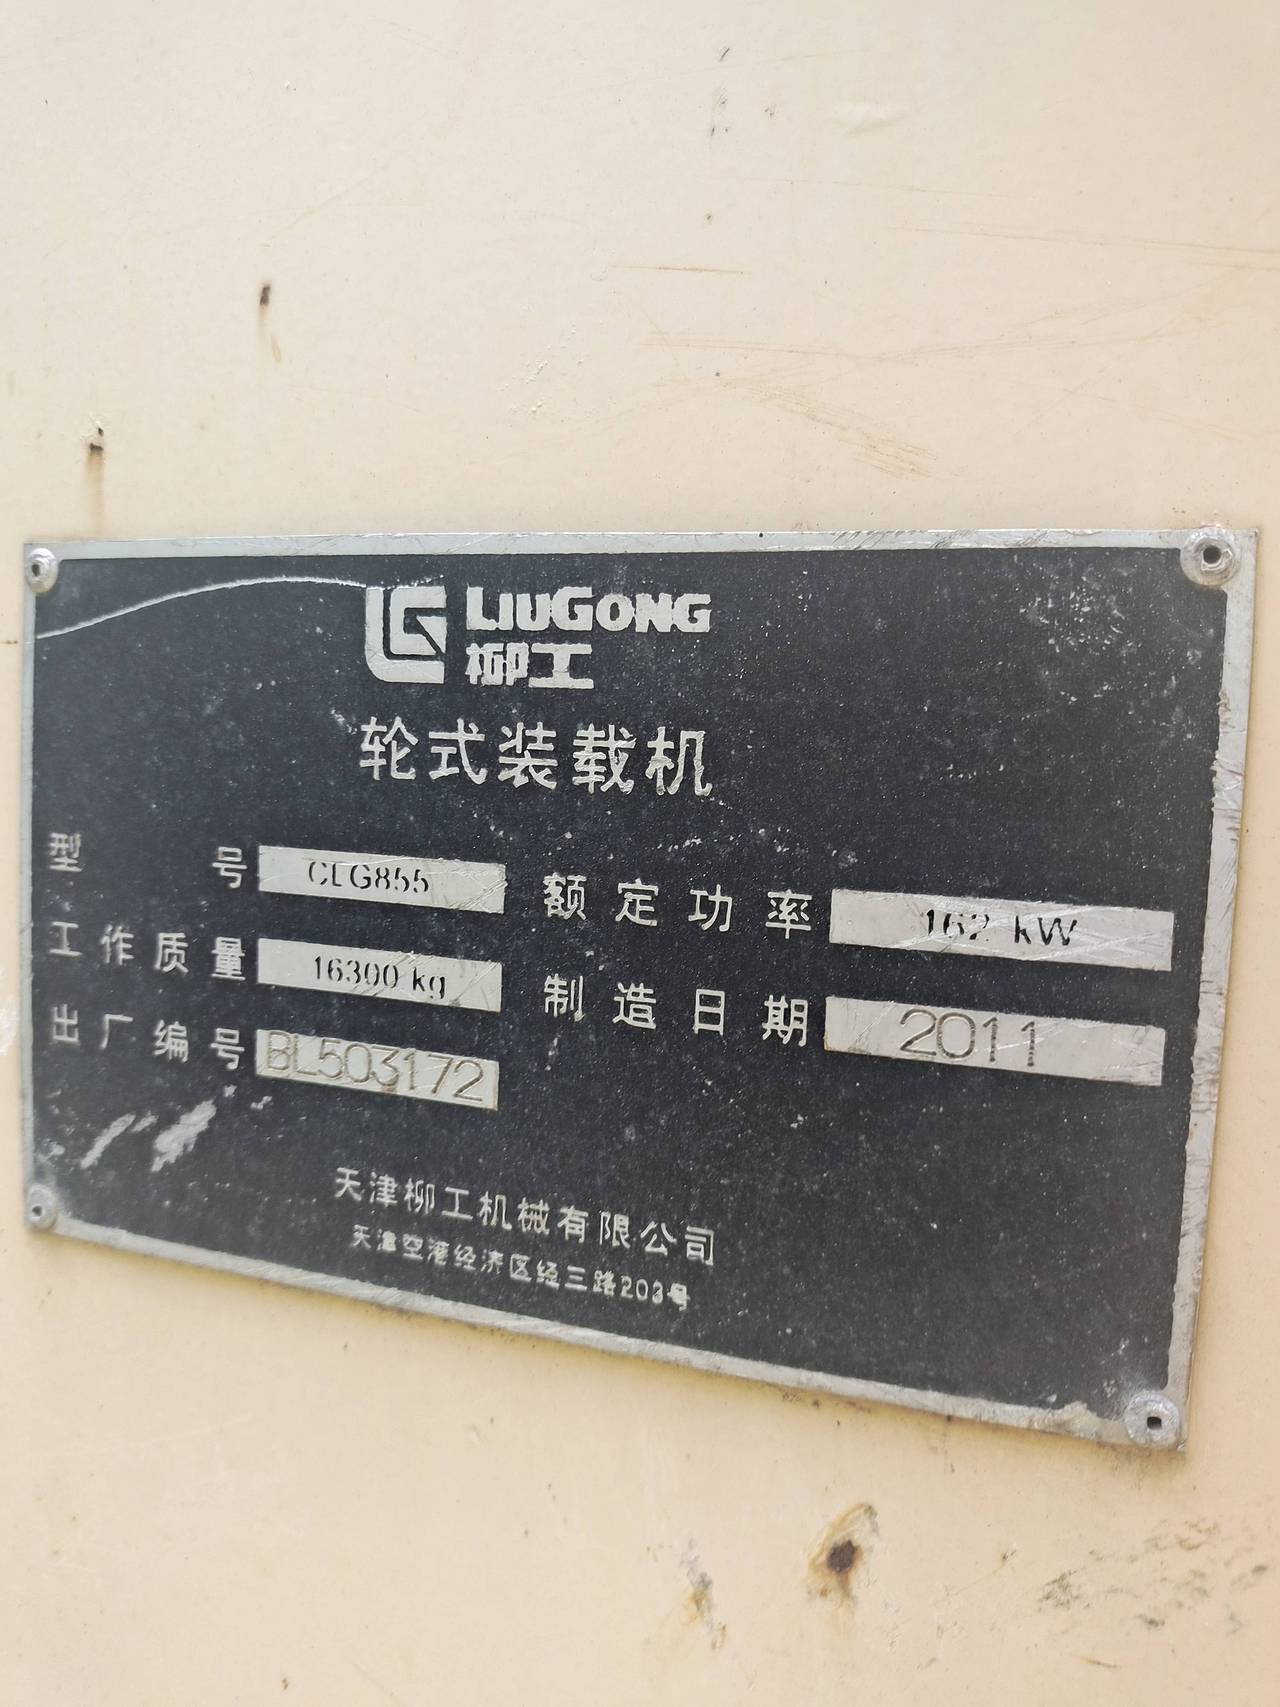 LIUGONG
柳工
轮式装载机
型号 CLG855 额定功率 162 kW
工作质量 16300 kg 制造日期 2011
出厂编号 BL503172
天津柳工机械有限公司
天津空港经济区经三路203号